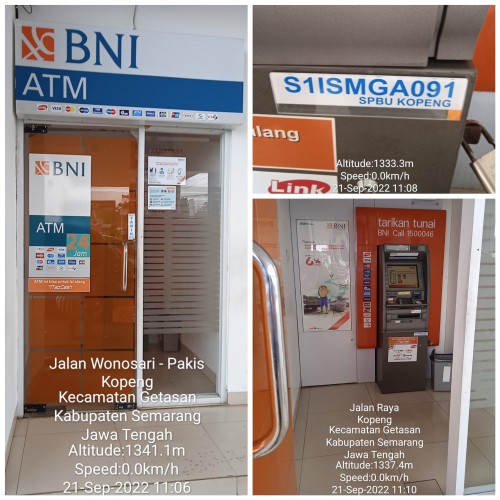 BNI
ATM
BNI
ATM
24
Jam
Jalan Wonosari - Pakis
Kopeng
Kecamatan Getasan
Kabupaten Semarang
Jawa Tengah
Altitude:1341.1m
Speed:0.0km/h
21-Sep-2022 11:06
S1ISMGA091
SPBU KOPENG
alang
Link
Altitude:1333.3m
Speed:0.0km/h
21-Sep-2022 11:08
BNI
tarikan tunai
BNI Call 1500046
Jalan Raya
Kopeng
Kecamatan Getasan
Kabupaten Semarang
Jawa Tengah
Altitude:1337.4m
Speed:0.0km/h
21-Sep-2022 11:10